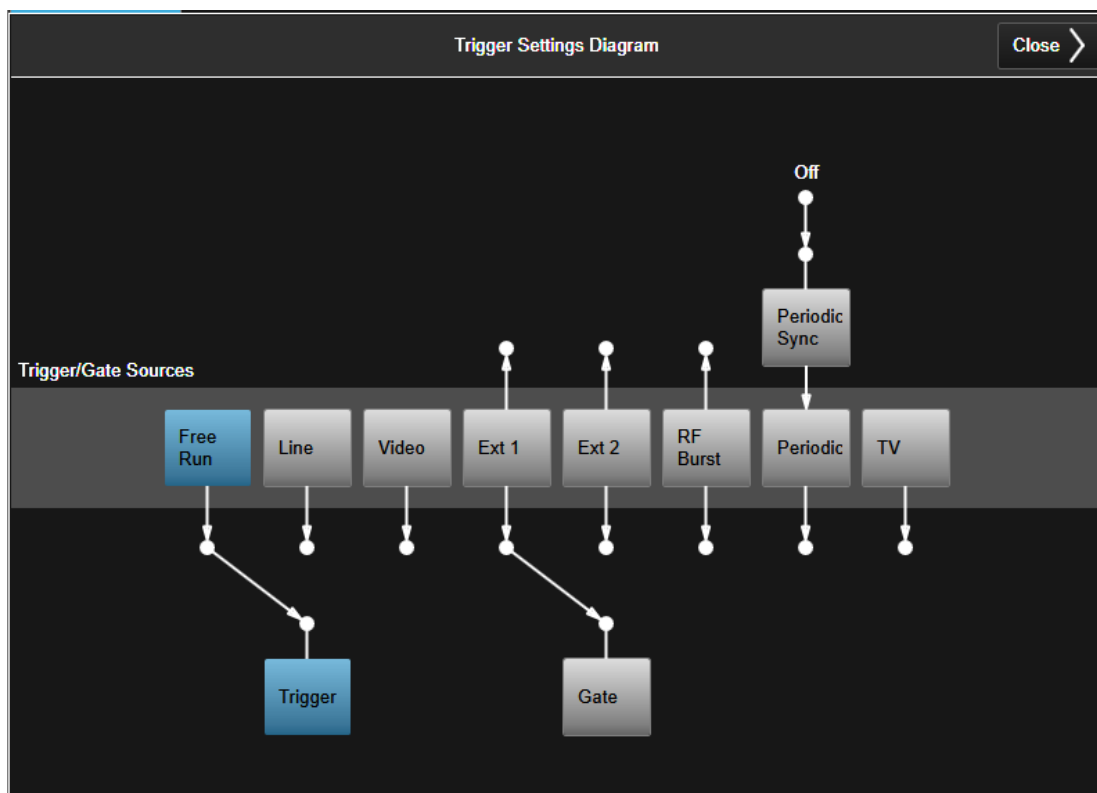 Trigger Settings Diagram
Close
Off
Periodic
Sync
Trigger/Gate Sources
Free
Run
Line
Video
Ext 1
Ext 2
RF
Burst
Periodic
TV
Trigger
Gate